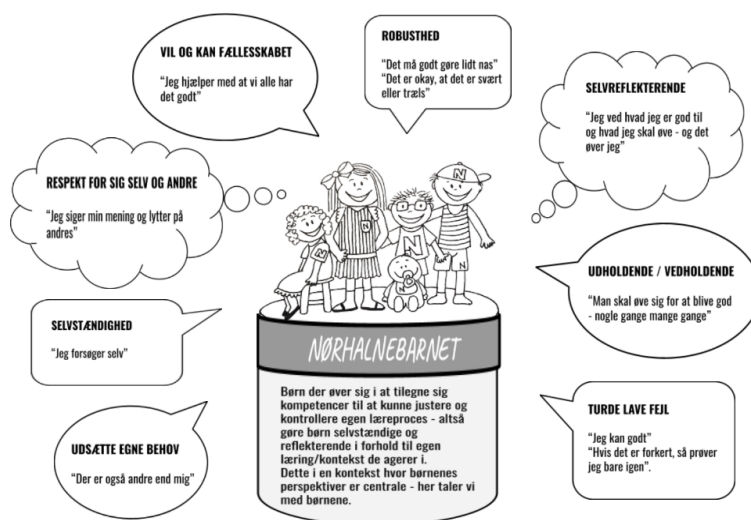 VIL OG KAN FÆLLESSKABET
“Jeg hjælper med at vi alle har
det godt”
ROBUSTHED
“Det må godt gøre lidt nas”
“Det er okay, at det er svært
eller træls”
SELVREFLEKTERENDE
“Jeg ved hvad jeg er god til
og hvad jeg skal øve - og det
øver jeg”
RESPEKT FOR SIG SELV OG ANDRE
“Jeg siger min mening og lytter på
andres”
UDHOLDENDE / VEDHOLDENDE
“Man skal øve sig for at blive god
- nogle gange mange gange”
SELVSTÆNDIGHED
“Jeg forsøger selv”
TURDE LAVE FEJL
“Jeg kan godt”
“Hvis det er forkert, så prøver
jeg bare igen”.
UDSÆTTE EGNE BEHOV
“Der er også andre end mig”
N
N
N
N
N
N
NØRHALNEBARNET
Børn der øver sig i at tilegne sig
kompetencer til at kunne justere og
kontrollere egen læreproces - altså
gøre børn selvstændige og
reflekterende i forhold til egen
læring/kontekst de agerer i.
Dette i en kontekst hvor børnenes
perspektiver er centrale - her taler vi
med børnene.